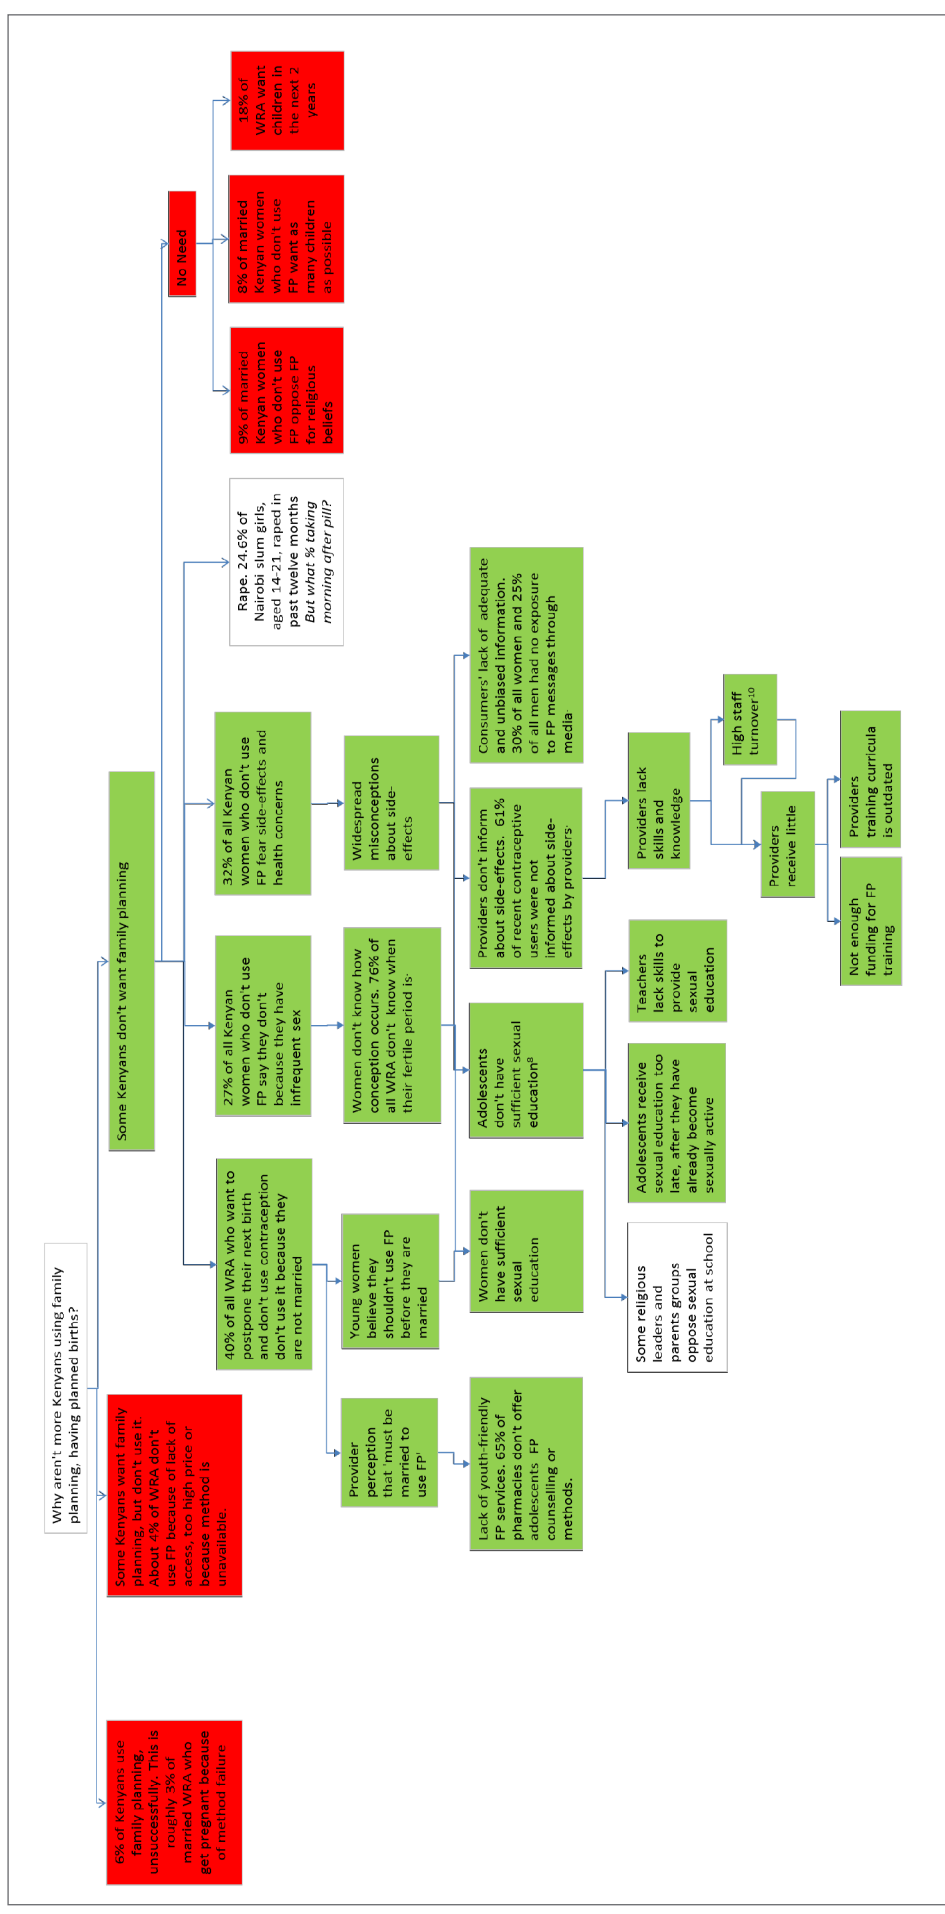 Why aren't more Kenyans using family
planning, having planned births?
6% of Kenyans use
family planning,
unsuccessfully. This is
roughly 3% of
married WRA who
get pregnant because
of method failure
Some Kenyans want family
planning, but don't use it.
About 4% of WRA don't
use FP because of lack of
access, too high price or
because method is
unavailable.
Some Kenyans don't want family planning
No Need
40% of all WRA who want to
postpone their next birth
and don't use contraception
don't use it because they
are not married
27% of all Kenyan
women who don't use
FP say they don't
because they have
infrequent sex
32% of all Kenyan
women who don't use
FP fear side-effects and
health concerns
Rape. 24.6% of
Nairobi slum girls,
aged 14-21, raped in
past twelve months
But what % taking
morning after pill?
9% of married
Kenyan women
who don't use
FP oppose FP
for religious
beliefs
8% of married
Kenyan women
who don't use
FP want as
many children
as possible
18% of
WRA want
children in
the next 2
years
Provider
perception
that 'must be
married to
use FP'
Young women
believe they
shouldn't use FP
before they are
married
Women don't know how
conception occurs. 76% of
all WRA don't know when
their fertile period is.
Widespread
misconceptions
about side-
effects
Lack of youth-friendly
FP services. 65% of
pharmacies don't offer
adolescents FP
counselling or
methods.
Women don't
have sufficient
sexual
education
Adolescents
don't have
sufficient sexual
education⁸
Providers don't inform
about side-effects. 61%
of recent contraceptive
users were not
informed about side-
effects by providers.
Consumers' lack of adequate
and unbiased information.
30% of all women and 25%
of all men had no exposure
to FP messages through
media.
Some religious
leaders and
parents groups
oppose sexual
education at school
Adolescents receive
sexual education too
late, after they have
already become
sexually active
Teachers
lack skills to
provide
sexual
education
Providers lack
skills and
knowledge
High staff
turnover¹⁰
Providers
receive little
Not enough
funding for FP
training
Providers
training curricula
is outdated